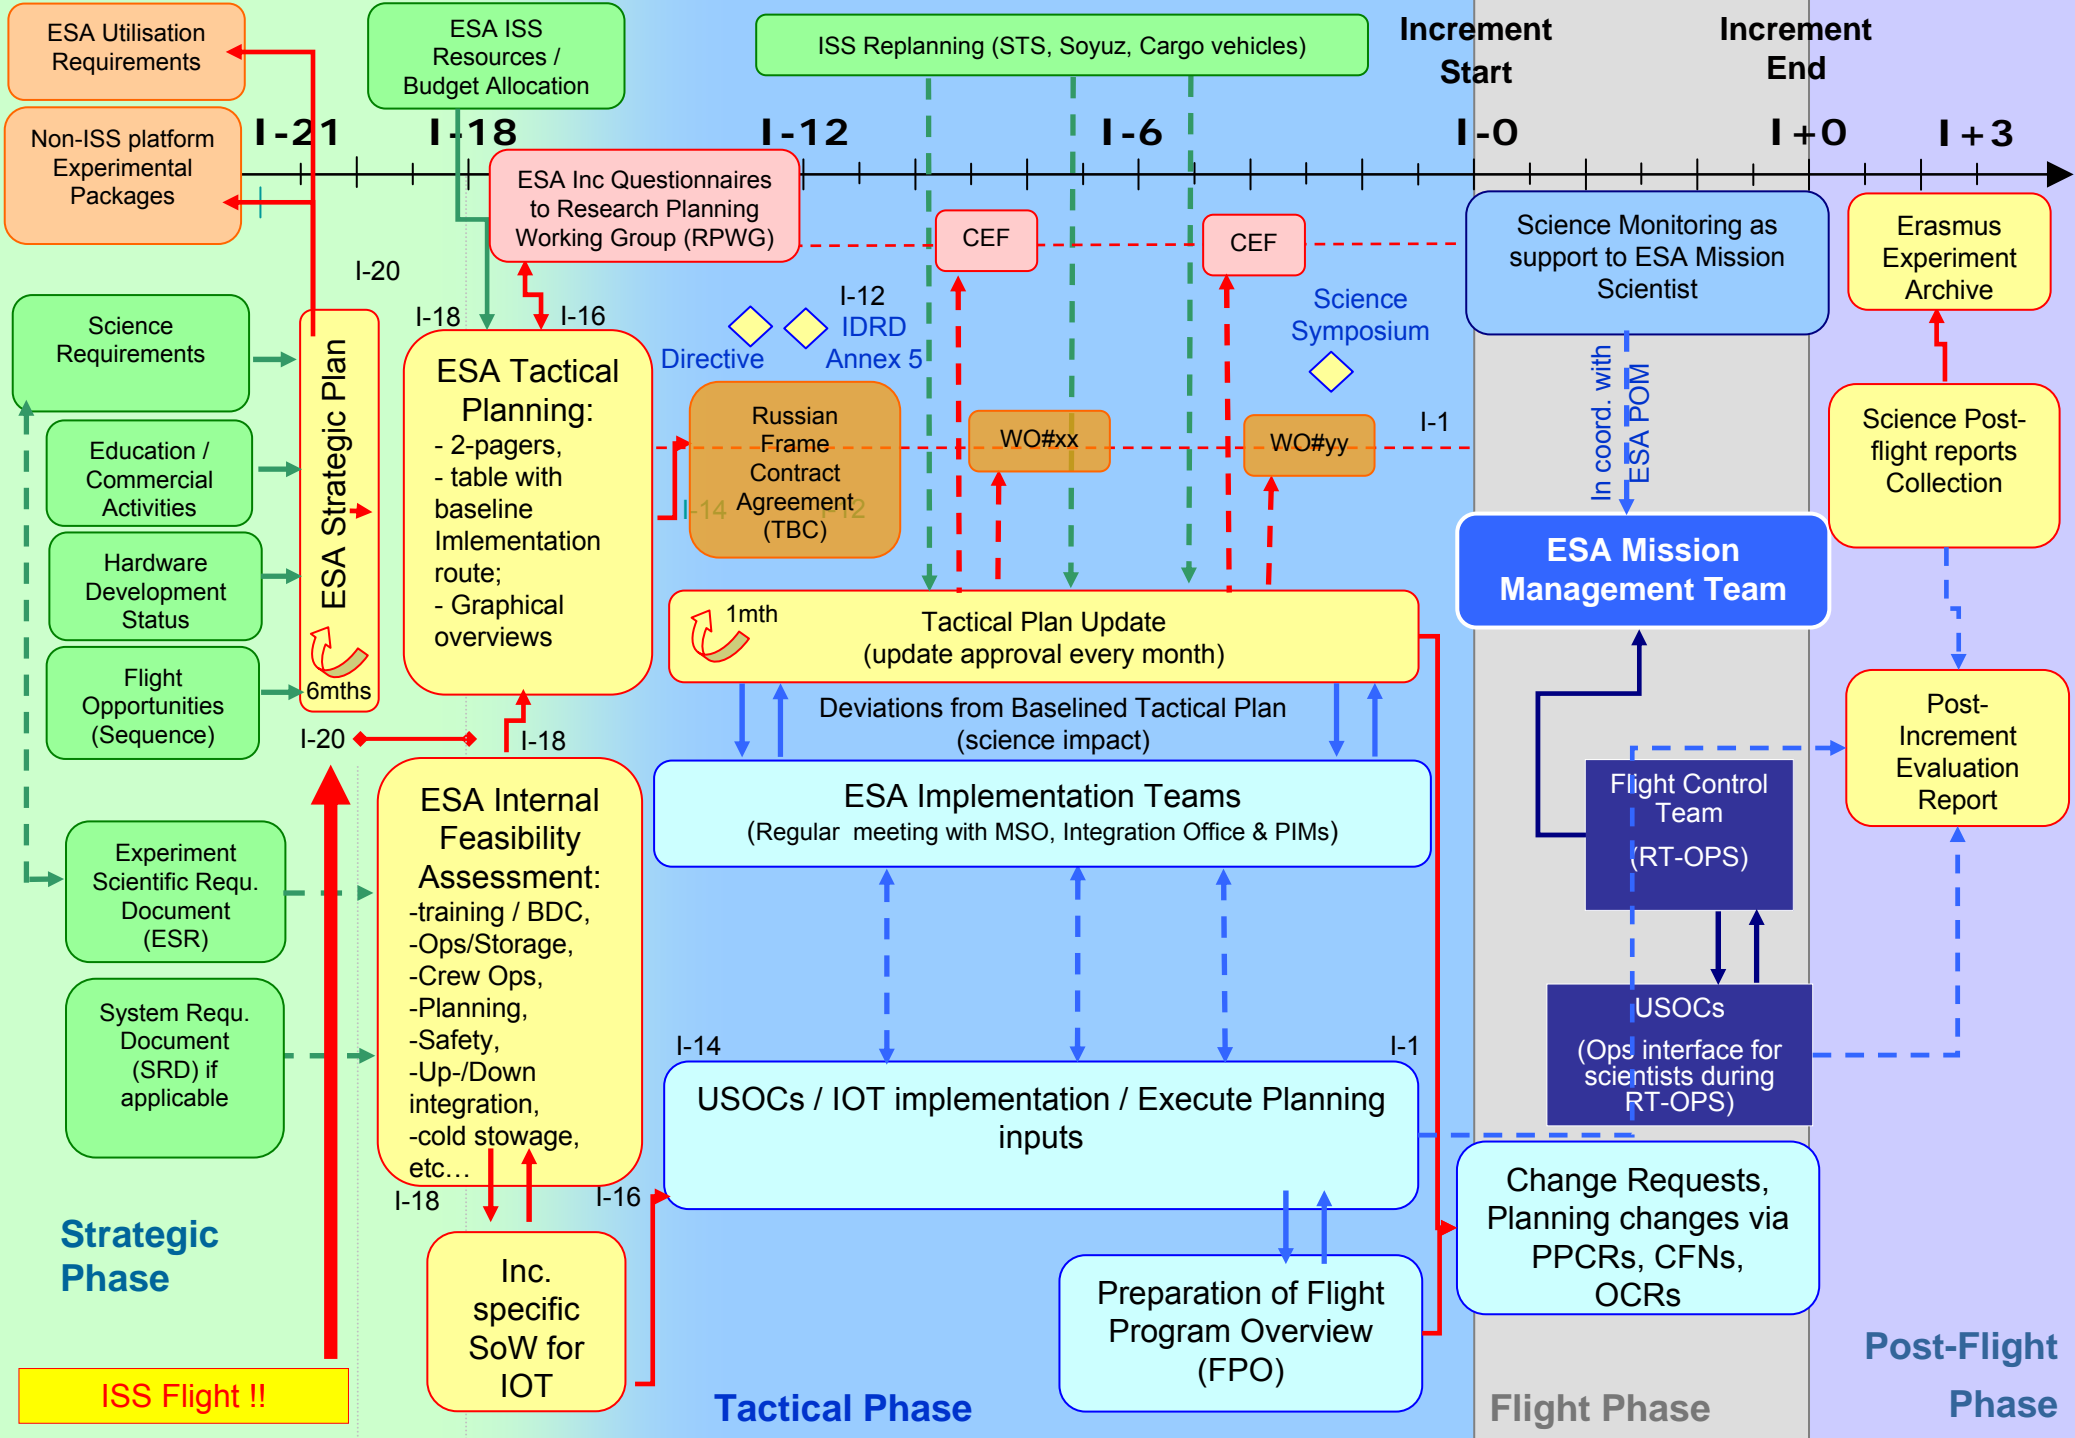 ESA Utilisation
Requirements
Non-ISS platform
Experimental
Packages
ESA ISS
Resources /
Budget Allocation
ISS Replanning (STS, Soyuz, Cargo vehicles)
Increment
Start
Increment
End
I-21
I-18
I-12
I-6
I-0
I+0
I+3
ESA Inc Questionnaires
to Research Planning
Working Group (RPWG)
CEF
CEF
Science Monitoring as
support to ESA Mission
Scientist
Erasmus
Experiment
Archive
I-20
Science
Requirements
Education /
Commercial
Activities
Hardware
Development
Status
Flight
Opportunities
(Sequence)
ESA Strategic Plan
6mths
I-18
I-16
ESA Tactical
Planning:
- 2-pagers,
- table with
baseline
Imlementation
route;
- Graphical
overviews
Directive
I-12
IDRD
Annex 5
Science
Symposium
Russian
Frame
Contract
Agreement
(TBC)
I-14
I-12
WO#xx
WO#yy
I-1
In coord. with
ESA POM
Science Post-
flight reports
Collection
ESA Mission
Management Team
1mth
Tactical Plan Update
(update approval every month)
Deviations from Baselined Tactical Plan
(science impact)
I-20
I-18
ESA Implementation Teams
(Regular  meeting with MSO, Integration Office & PIMs)
Flight Control
Team
(RT-OPS)
Post-
Increment
Evaluation
Report
Experiment
Scientific Requ.
Document
(ESR)
System Requ.
Document
(SRD) if
applicable
ESA Internal
Feasibility
Assessment:
-training / BDC,
-Ops/Storage,
-Crew Ops,
-Planning,
-Safety,
-Up-/Down
integration,
-cold stowage,
etc…
I-14
I-1
USOCs / IOT implementation / Execute Planning
inputs
USOCs
(Ops interface for
scientists during
RT-OPS)
I-18
I-16
Inc.
specific
SoW for
IOT
Preparation of Flight
Program Overview
(FPO)
Change Requests,
Planning changes via
PPCRs, CFNs,
OCRs
Strategic
Phase
ISS Flight !!
Tactical Phase
Flight Phase
Post-Flight
Phase